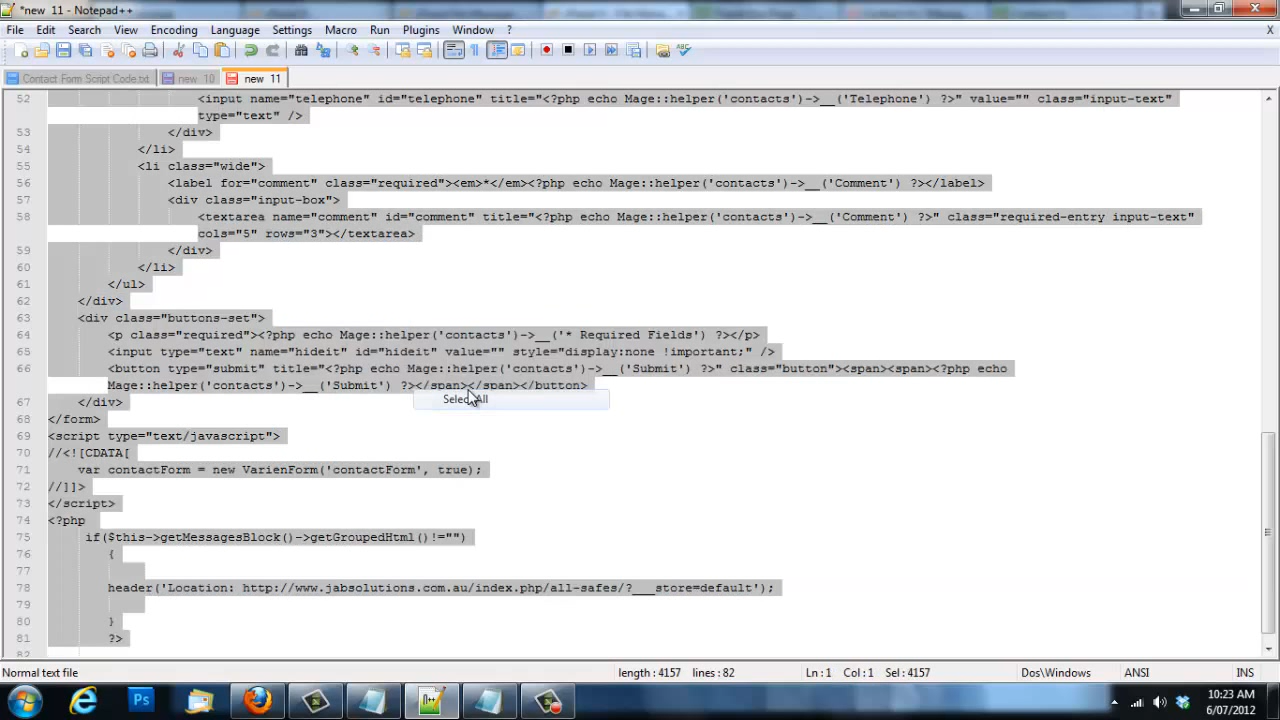 *new 11 - Notepad++
File Edit Search View Encoding Language Settings Macro Run Plugins Window ? X
Contact Form Script Code.txt new 10 new 11
52 <input name="telephone" id="telephone" title="<?php echo Mage::helper('contacts')->__('Telephone') ?>" value="" class="input-text"
type="text" />
53 </div>
54 </li>
55 <li class="wide">
56 <label for="comment" class="required"><em>*</em><?php echo Mage::helper('contacts')->__('Comment') ?></label>
57 <div class="input-box">
58 <textarea name="comment" id="comment" title="<?php echo Mage::helper('contacts')->__('Comment') ?>" class="required-entry input-text"
cols="5" rows="3"></textarea>
59 </div>
60 </li>
61 </ul>
62 </div>
63 <div class="buttons-set">
64 <p class="required"><?php echo Mage::helper('contacts')->__('* Required Fields') ?></p>
65 <input type="text" name="hideit" id="hideit" value="" style="display:none !important;" />
66 <button type="submit" title="<?php echo Mage::helper('contacts')->__('Submit') ?>" class="button"><span><span><?php echo
Mage::helper('contacts')->__('Submit') ?></span></span></button>
Select All
67 </div>
68 </form>
69 <script type="text/javascript">
70 //<![CDATA[
71 var contactForm = new VarienForm('contactForm', true);
72 //]]>
73 </script>
74 <?php
75 if($this->getMessagesBlock()->getGroupedHtml()!="")
76 {
77
78 header('Location: http://www.jabsolutions.com.au/index.php/all-safes/?___store=default');
79
80 }
81 ?>
82
Normal text file length : 4157 lines : 82 Ln : 1 Col : 1 Sel : 4157 Dos\Windows ANSI INS
Ps
10:23 AM
6/07/2012